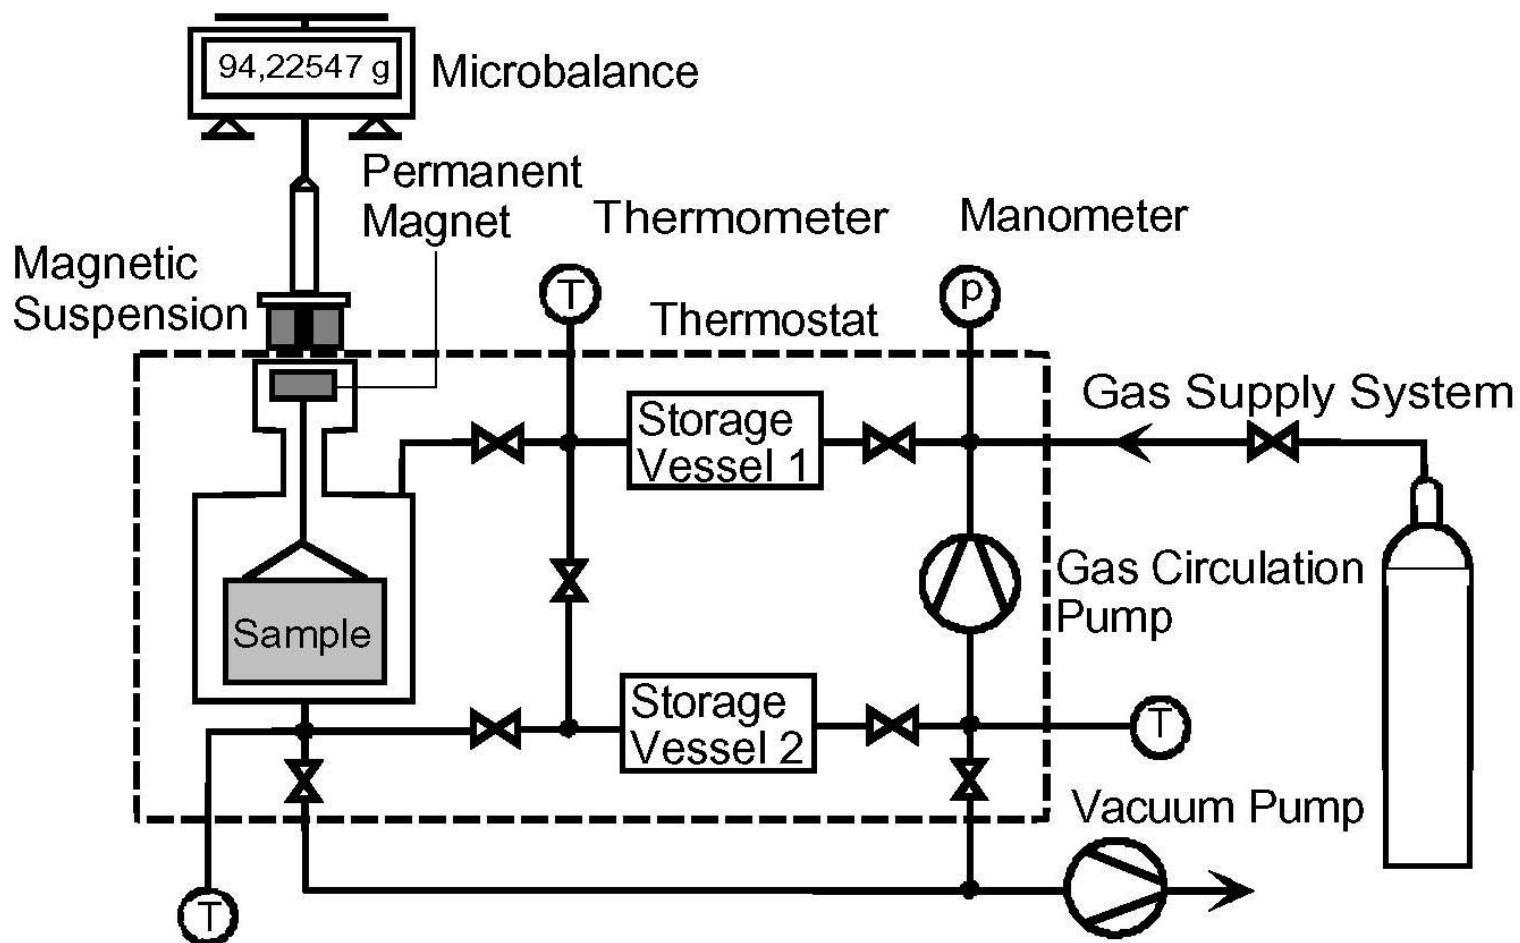 94,22547 g
Microbalance
Permanent
Magnet
Thermometer
Manometer
Magnetic
Suspension
T
P
Thermostat
Gas Supply System
Storage
Vessel 1
Gas Circulation
Pump
Sample
Storage
Vessel 2
T
Vacuum Pump
T